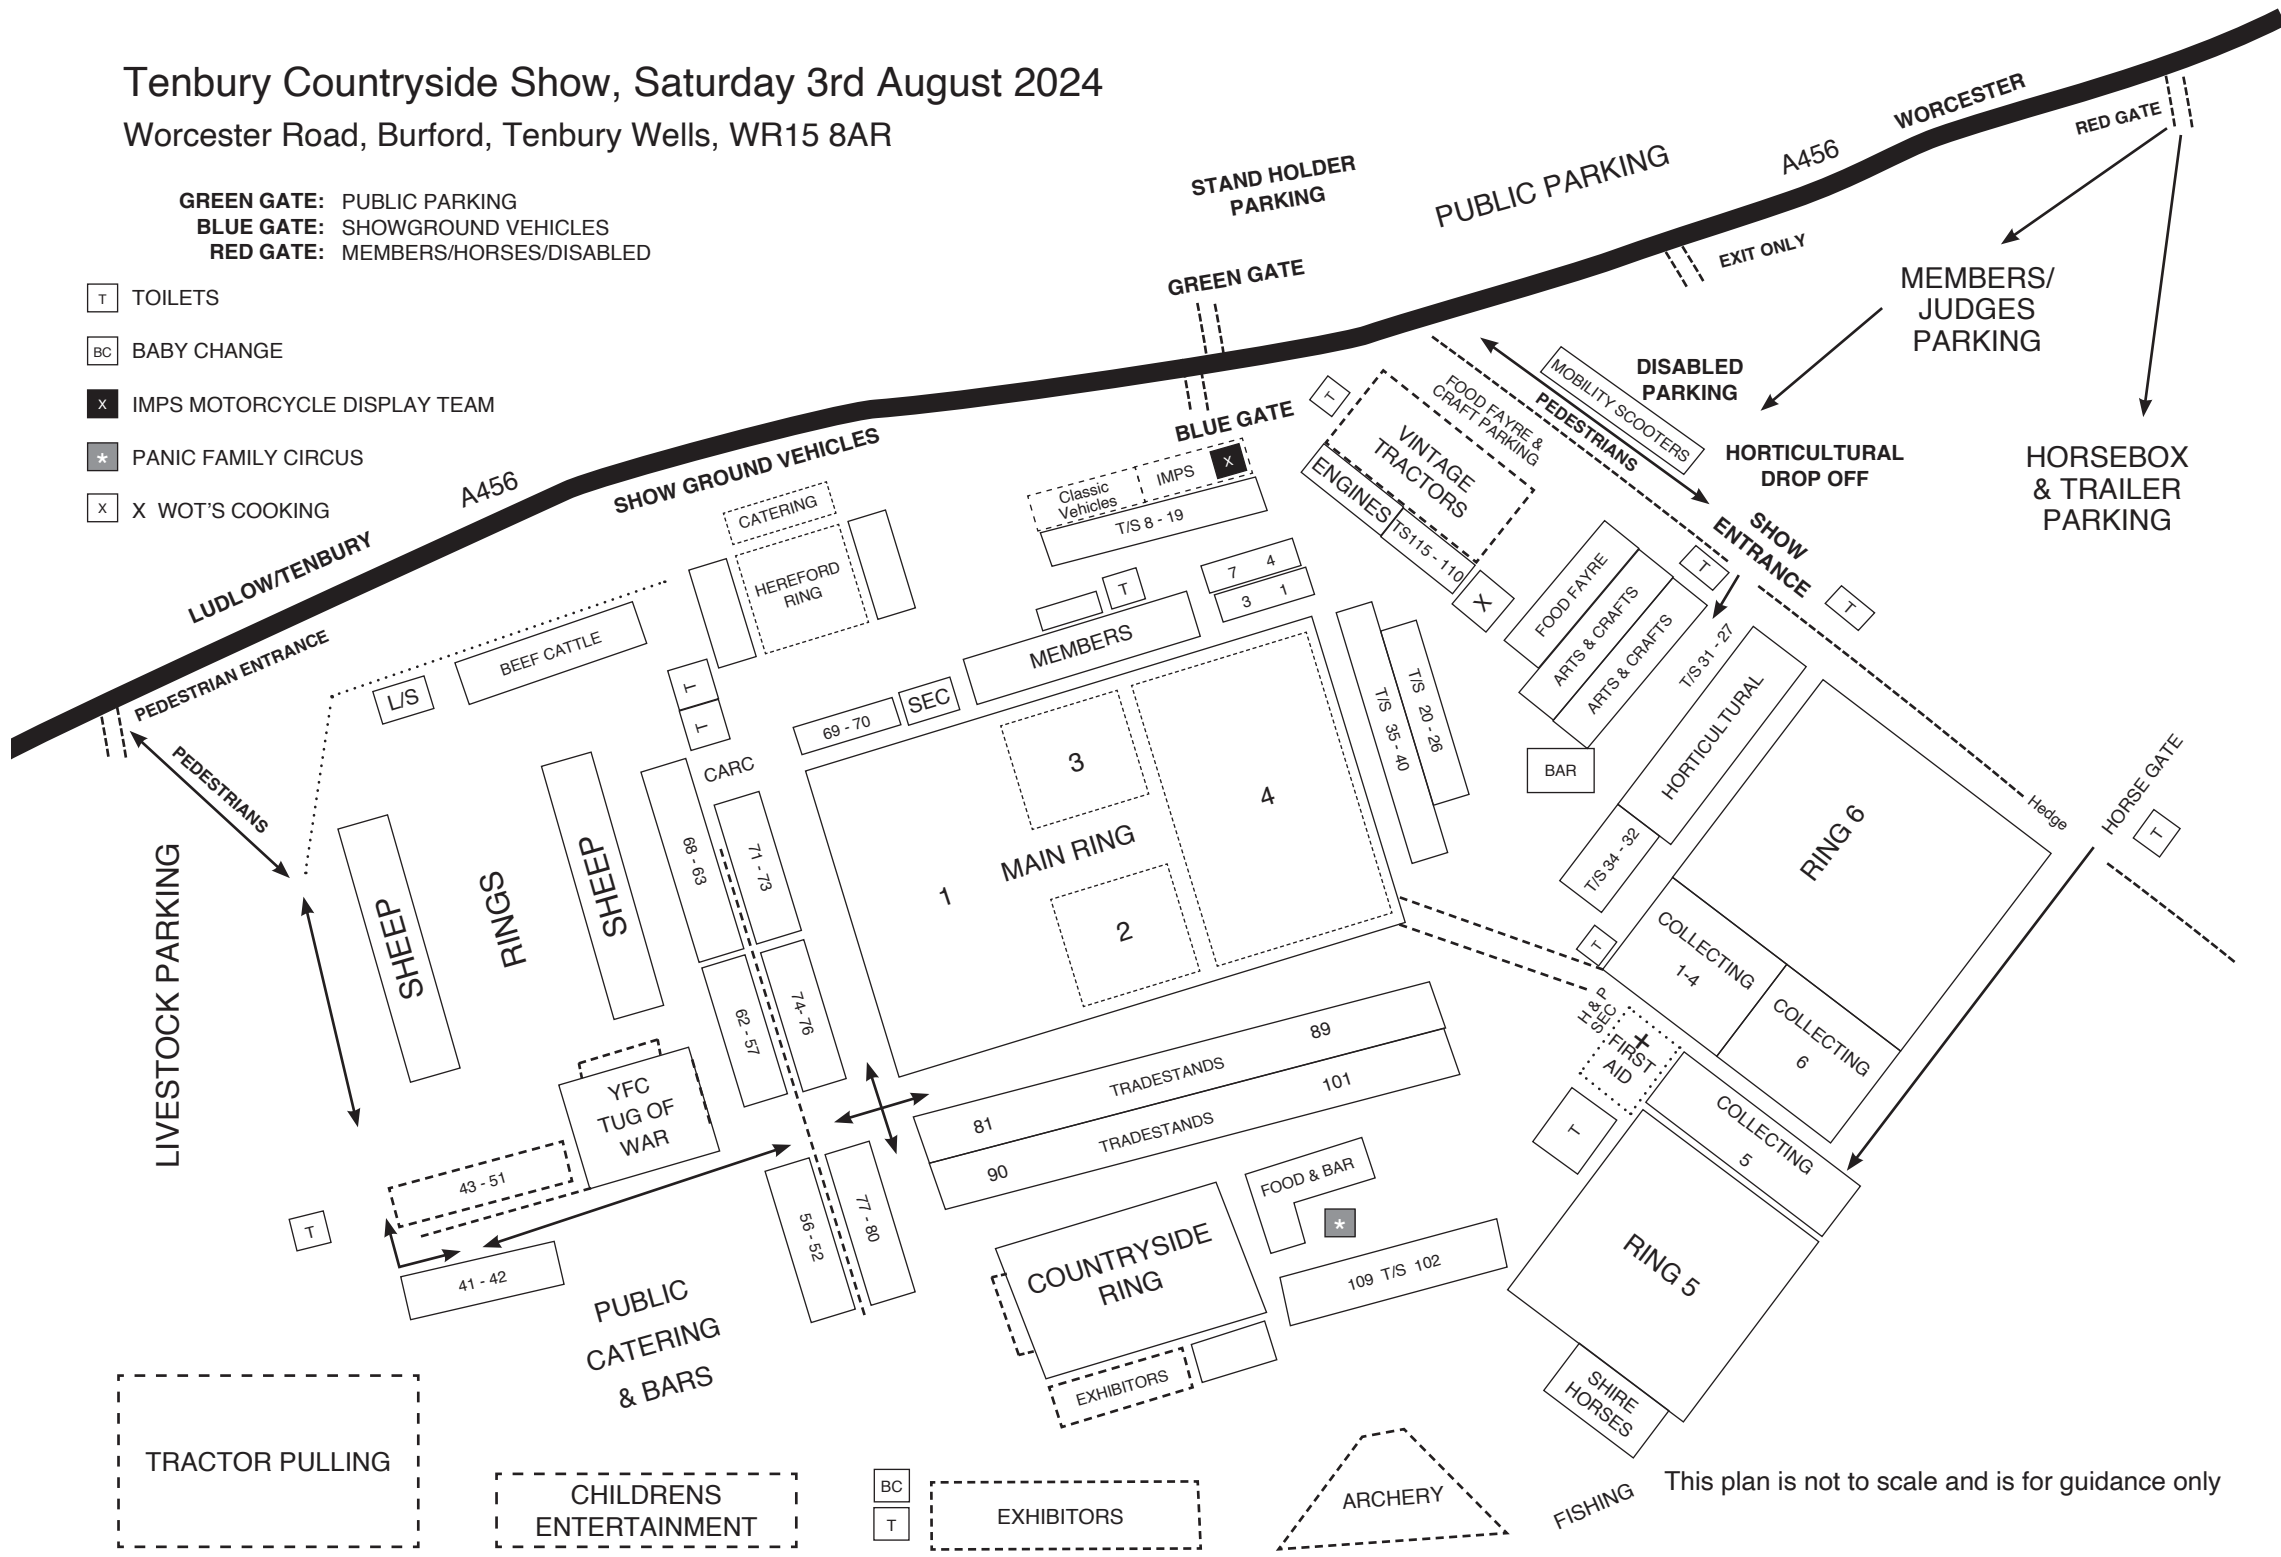 Tenbury Countryside Show, Saturday 3rd August 2024
Worcester Road, Burford, Tenbury Wells, WR15 8AR
GREEN GATE: PUBLIC PARKING
BLUE GATE: SHOWGROUND VEHICLES
RED GATE: MEMBERS/HORSES/DISABLED
T TOILETS
BC BABY CHANGE
X IMPS MOTORCYCLE DISPLAY TEAM
* PANIC FAMILY CIRCUS
X X WOT'S COOKING
WORCESTER
RED GATE
A456
STAND HOLDER
PARKING
PUBLIC PARKING
EXIT ONLY
GREEN GATE
MEMBERS/
JUDGES
PARKING
DISABLED
PARKING
MOBILITY SCOOTERS
PEDESTRIANS
FOOD FAYRE &
CRAFT PARKING
HORTICULTURAL
DROP OFF
HORSEBOX
& TRAILER
PARKING
BLUE GATE
T
VINTAGE
TRACTORS
ENGINES
TS115 - 110
X
SHOW GROUND VEHICLES
A456
LUDLOW/TENBURY
PEDESTRIAN ENTRANCE
PEDESTRIANS
CATERING
HEREFORD
RING
Classic
Vehicles
IMPS
X
T/S 8 - 19
7 4
3 1
T
MEMBERS
SEC
69 - 70
BEEF CATTLE
L/S
T
T
CARC
SHOW
ENTRANCE
T
T
FOOD FAYRE
ARTS & CRAFTS
ARTS & CRAFTS
T/S 31 - 27
HORTICULTURAL
BAR
T/S 34 - 32
T/S 20 - 26
T/S 35 - 40
MAIN RING
1
2
3
4
RING 6
Hedge
HORSE GATE
T
COLLECTING
1-4
COLLECTING
6
T
H & P
SEC
FIRST
AID
T
COLLECTING
5
RING 5
SHIRE
HORSES
LIVESTOCK PARKING
SHEEP
RINGS
SHEEP
68 - 63
71 - 73
62 - 57
74- 76
YFC
TUG OF
WAR
43 - 51
T
41 - 42
56 - 52
77 - 80
81 TRADESTANDS 89
90 TRADESTANDS 101
FOOD & BAR
*
109 T/S 102
COUNTRYSIDE
RING
EXHIBITORS
PUBLIC
CATERING
& BARS
TRACTOR PULLING
CHILDRENS
ENTERTAINMENT
BC
T
EXHIBITORS
ARCHERY
FISHING
This plan is not to scale and is for guidance only